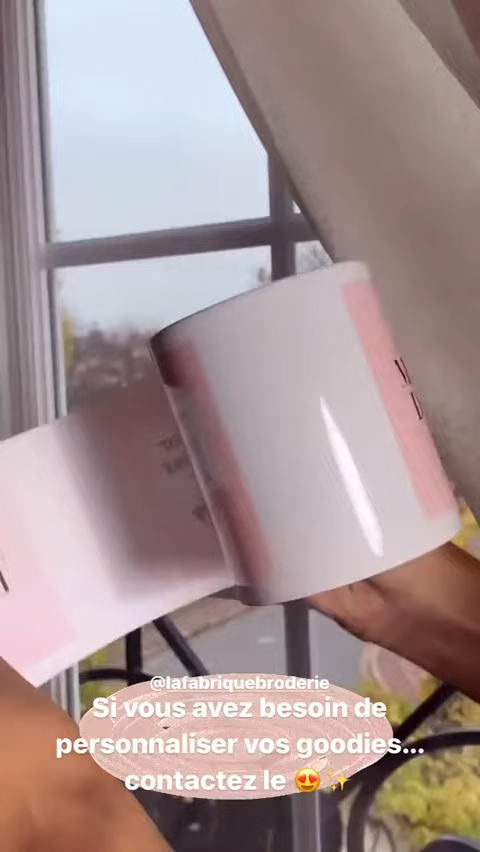 @lafabriquebroderie
Si vous avez besoin de
personnaliser vos goodies...
contactez le 😍✨